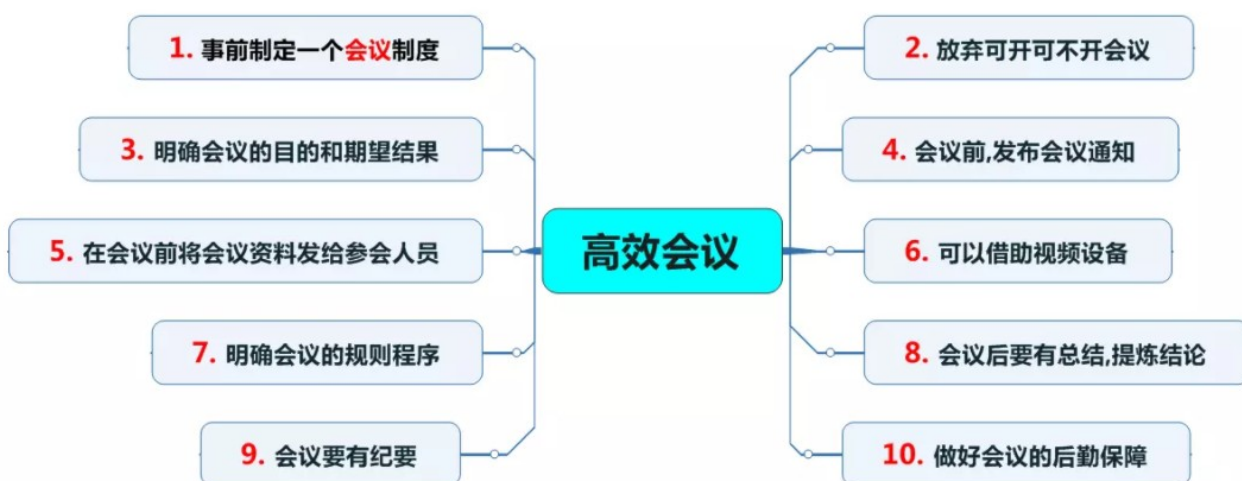 1. 事前制定一个会议制度
2. 放弃可开可不开会议
3. 明确会议的目的和期望结果
4. 会议前,发布会议通知
高效会议
5. 在会议前将会议资料发给参会人员
6. 可以借助视频设备
7. 明确会议的规则程序
8. 会议后要有总结,提炼结论
9. 会议要有纪要
10. 做好会议的后勤保障